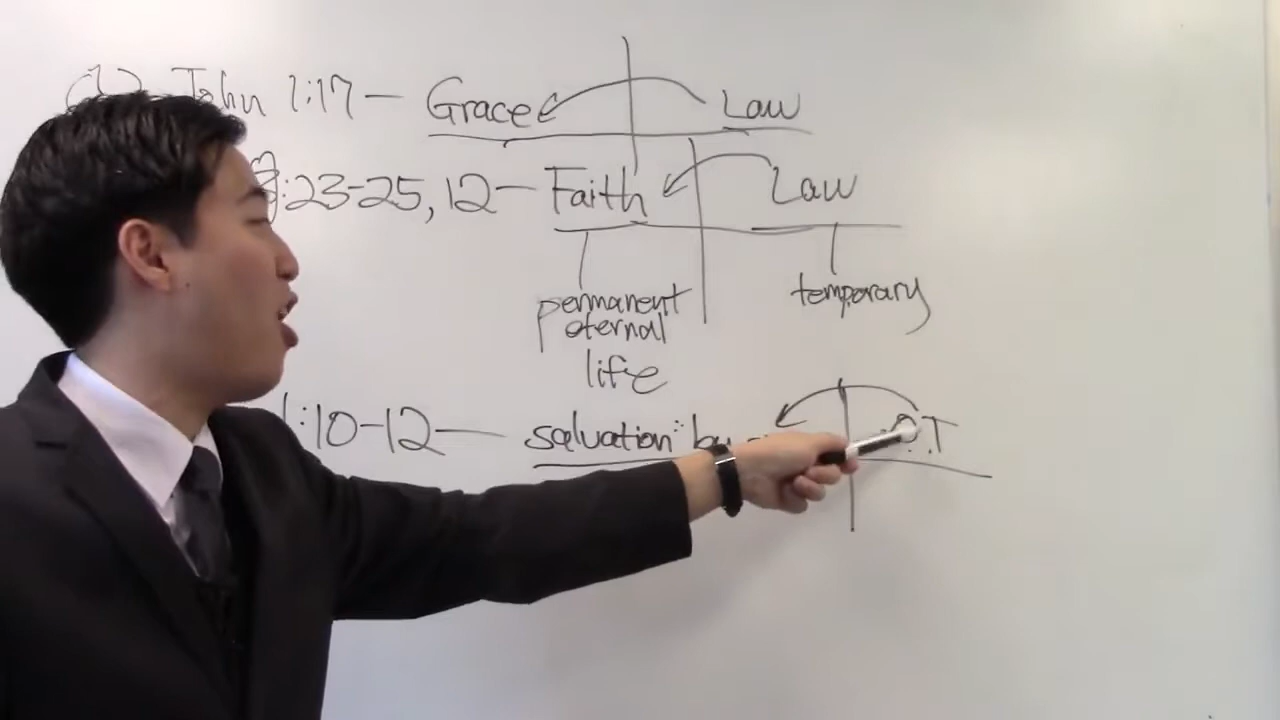 John 1:17 — Grace Law
:23-25, 12 — Faith Law
permanent temporary
eternal
life
1:10-12 — salvation by O.T